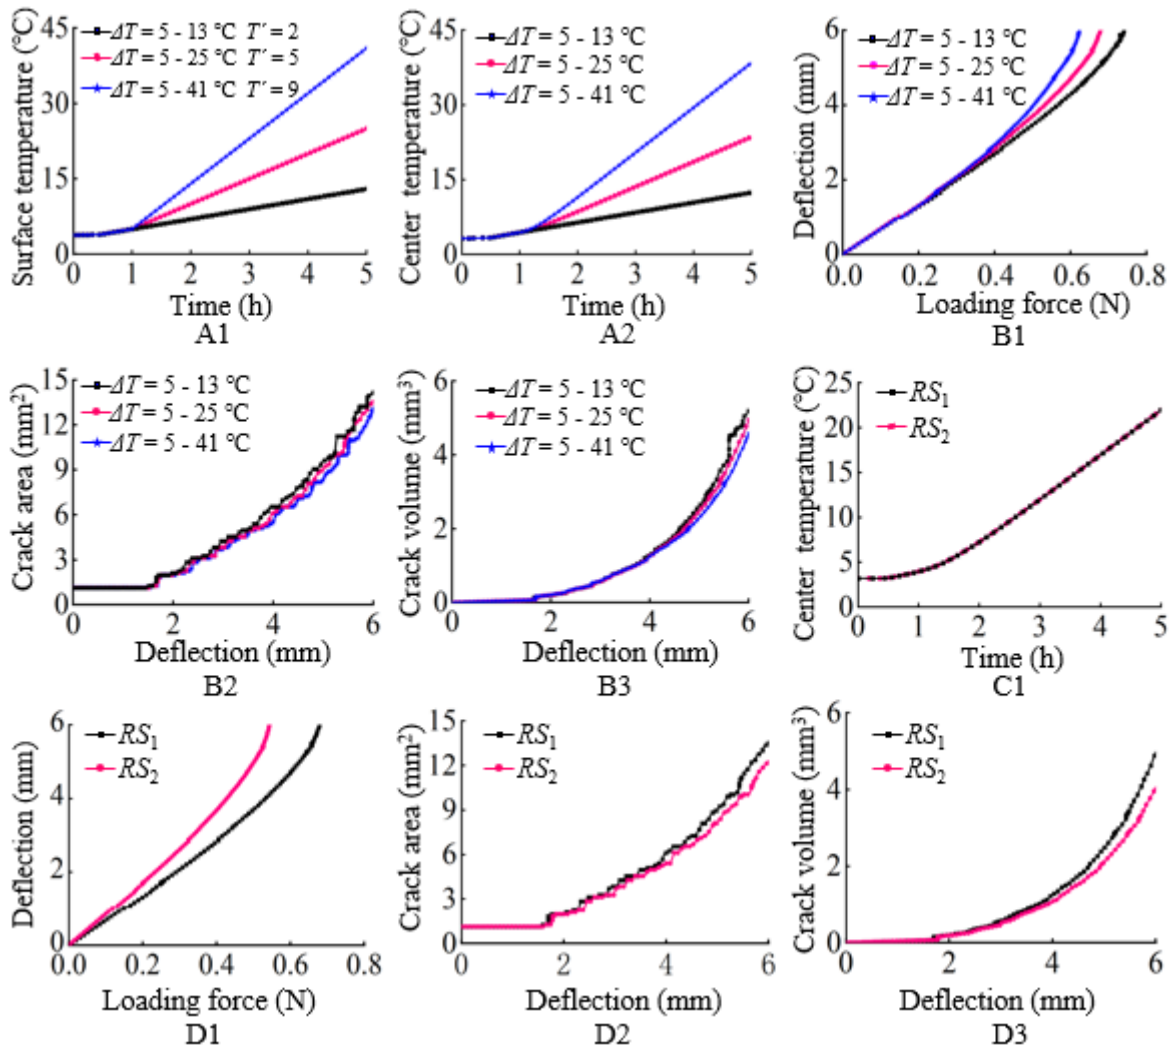 Surface temperature (°C)
45
30
15
0
ΔT = 5 - 13 °C T´ = 2
ΔT = 5 - 25 °C T´ = 5
ΔT = 5 - 41 °C T´ = 9
0 1 2 3 4 5
Time (h)
A1
Center temperature (°C)
45
30
15
0
ΔT = 5 - 13 °C
ΔT = 5 - 25 °C
ΔT = 5 - 41 °C
0 1 2 3 4 5
Time (h)
A2
Deflection (mm)
6
4
2
0
ΔT = 5 - 13 °C
ΔT = 5 - 25 °C
ΔT = 5 - 41 °C
0.0 0.2 0.4 0.6 0.8
Loading force (N)
B1
Crack area (mm²)
15
12
9
6
3
0
ΔT = 5 - 13 °C
ΔT = 5 - 25 °C
ΔT = 5 - 41 °C
0 2 4 6
Deflection (mm)
B2
Crack volume (mm³)
6
4
2
0
ΔT = 5 - 13 °C
ΔT = 5 - 25 °C
ΔT = 5 - 41 °C
0 2 4 6
Deflection (mm)
B3
Center temperature (°C)
25
20
15
10
5
0
RS₁
RS₂
0 1 2 3 4 5
Time (h)
C1
Deflection (mm)
6
4
2
0
RS₁
RS₂
0.0 0.2 0.4 0.6 0.8
Loading force (N)
D1
Crack area (mm²)
15
12
9
6
3
0
RS₁
RS₂
0 2 4 6
Deflection (mm)
D2
Crack volume (mm³)
6
4
2
0
RS₁
RS₂
0 2 4 6
Deflection (mm)
D3